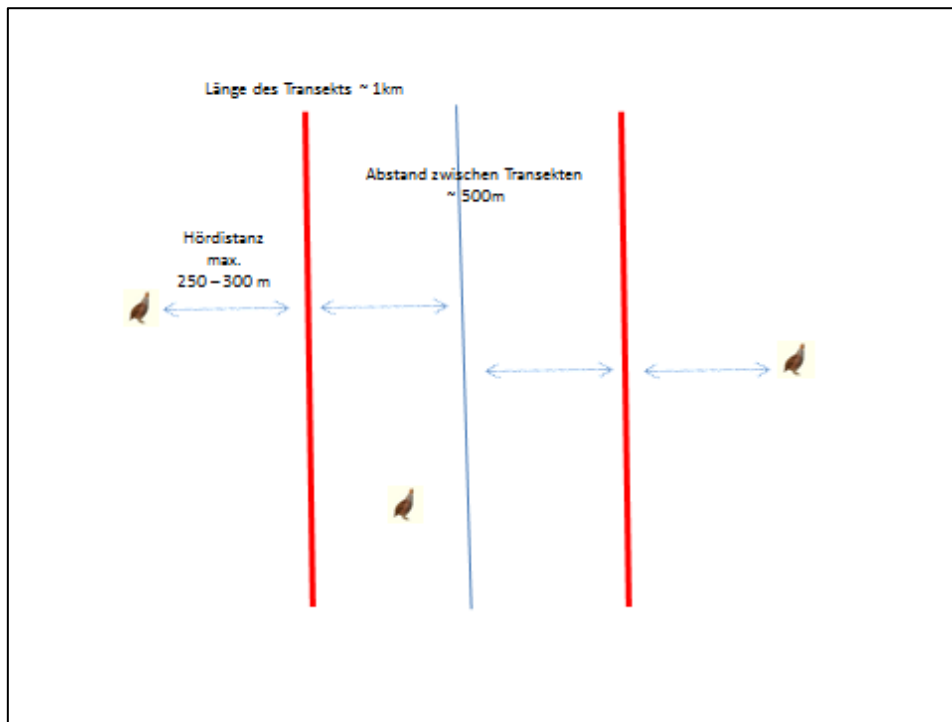 Länge des Transekts ~ 1km
Abstand zwischen Transekten
~ 500m
Hördistanz
max.
250 – 300 m